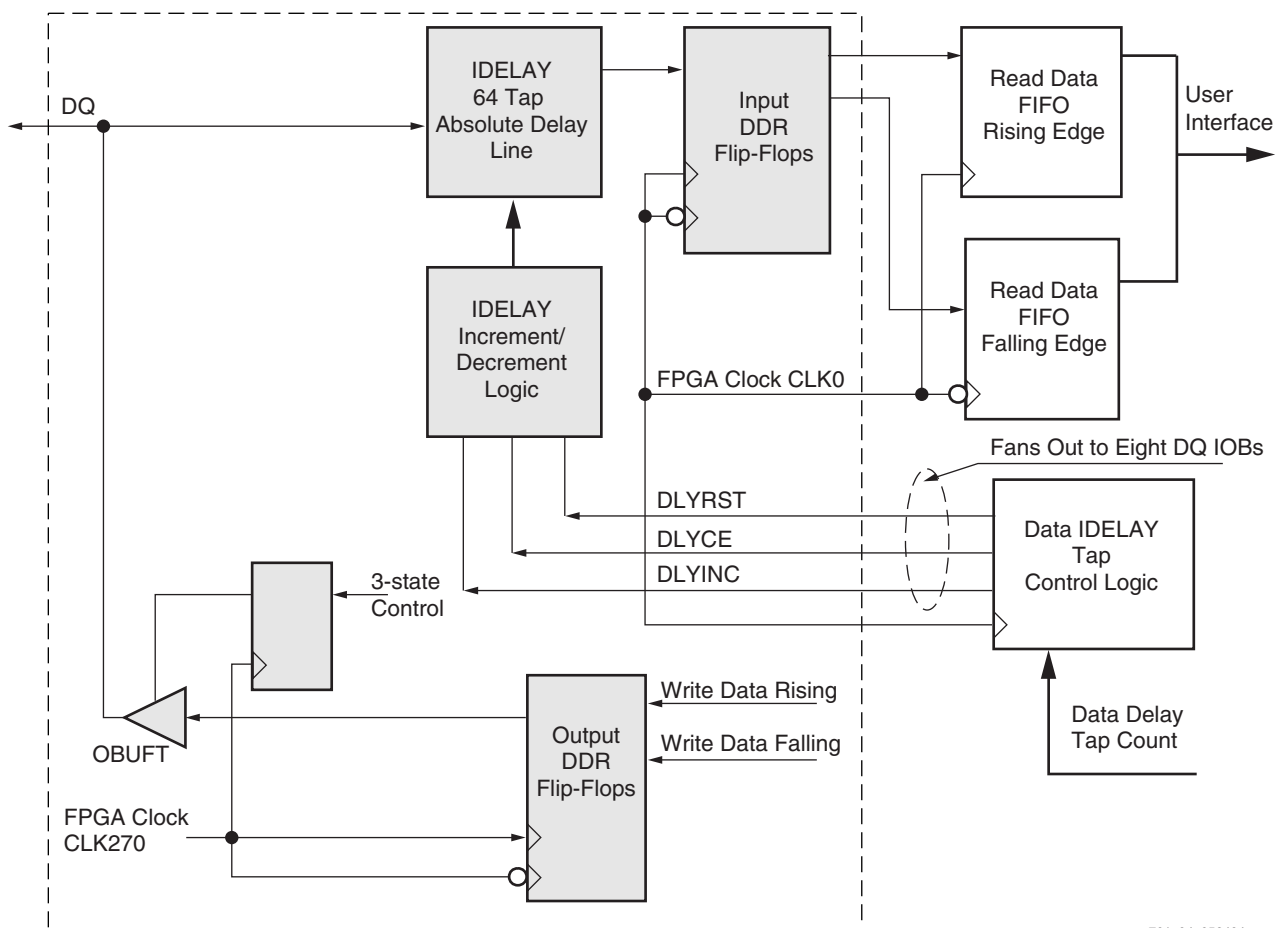 DQ
IDELAY
64 Tap
Absolute Delay
Line
Input
DDR
Flip-Flops
Read Data
FIFO
Rising Edge
User
Interface
IDELAY
Increment/
Decrement
Logic
Read Data
FIFO
Falling Edge
FPGA Clock CLK0
Fans Out to Eight DQ IOBs
DLYRST
DLYCE
DLYINC
Data IDELAY
Tap
Control Logic
3-state
Control
Write Data Rising
Write Data Falling
Output
DDR
Flip-Flops
Data Delay
Tap Count
OBUFT
FPGA Clock
CLK270